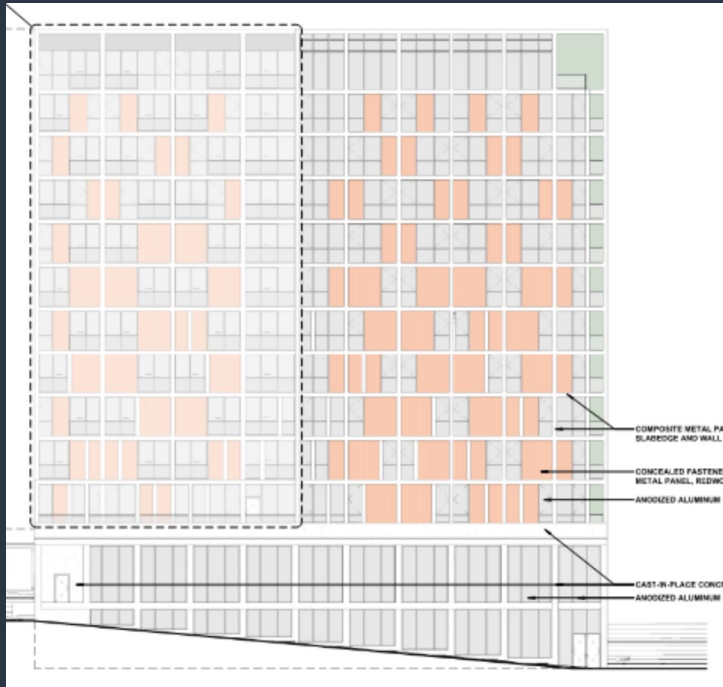 COMPOSITE METAL PA
SLABEDGE AND WALL
CONCEALED FASTENE
METAL PANEL, REDWO
ANODIZED ALUMINUM
CAST-IN-PLACE CONC
ANODIZED ALUMINUM